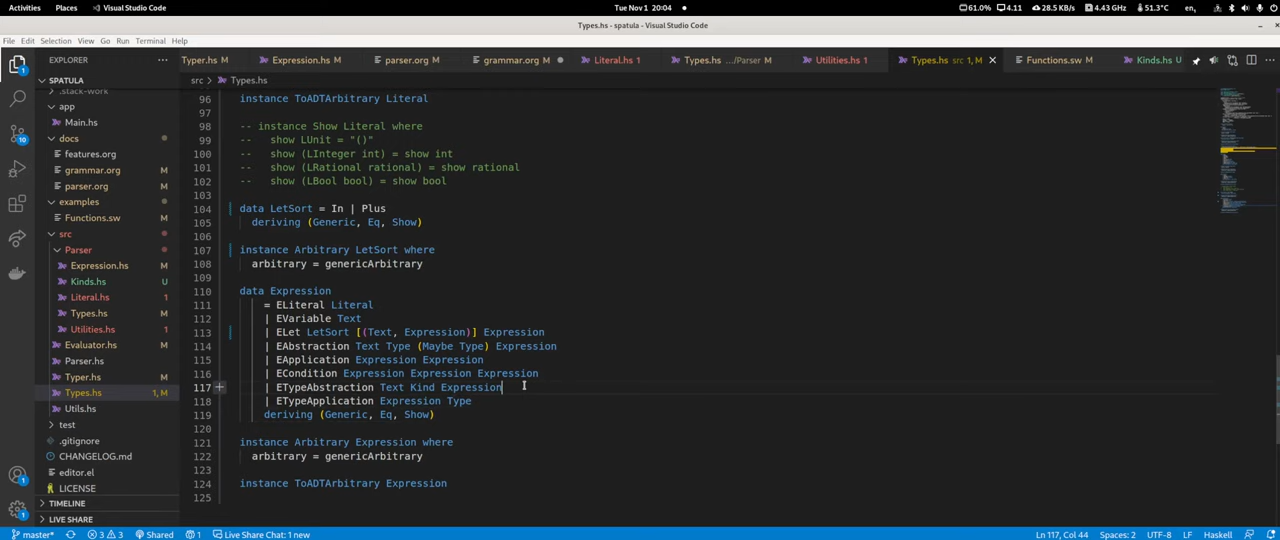 Activities Places Visual Studio Code Tue Nov 1 20:04 61.0% 4.11 28.5 KB/s 4.43 GHz 51.3°C en
Types.hs - spatula - Visual Studio Code
File Edit Selection View Go Run Terminal Help
EXPLORER
Typer.hs M Expression.hs M parser.org M grammar.org M Literal.hs 1 Types.hs .../Parser M Utilities.hs 1 Types.hs src 1, M Functions.sw M Kinds.hs U
SPATULA
src > Types.hs
.stack-work
app
Main.hs
docs
features.org
grammar.org M
parser.org M
examples
Functions.sw M
src
Parser
Expression.hs M
Kinds.hs U
Literal.hs 1
Types.hs M
Utilities.hs 1
Evaluator.hs M
Parser.hs
Typer.hs M
Types.hs 1, M
Utils.hs
test
.gitignore
CHANGELOG.md
editor.el
LICENSE
TIMELINE
LIVE SHARE
96 instance ToADTArbitrary Literal
97
98 -- instance Show Literal where
99 --   show LUnit = "()"
100 --   show (LInteger int) = show int
101 --   show (LRational rational) = show rational
102 --   show (LBool bool) = show bool
103
104 data LetSort = In | Plus
105   deriving (Generic, Eq, Show)
106
107 instance Arbitrary LetSort where
108   arbitrary = genericArbitrary
109
110 data Expression
111     = ELiteral Literal
112     | EVariable Text
113     | ELet LetSort [(Text, Expression)] Expression
114     | EAbstraction Text Type (Maybe Type) Expression
115     | EApplication Expression Expression
116     | ECondition Expression Expression Expression
117     | ETypeAbstraction Text Kind Expression
118     | ETypeApplication Expression Type
119     deriving (Generic, Eq, Show)
120
121 instance Arbitrary Expression where
122   arbitrary = genericArbitrary
123
124 instance ToADTArbitrary Expression
125
master* 3 3 Shared 1 Live Share Chat: 1 new Ln 117, Col 44 Spaces: 2 UTF-8 LF Haskell